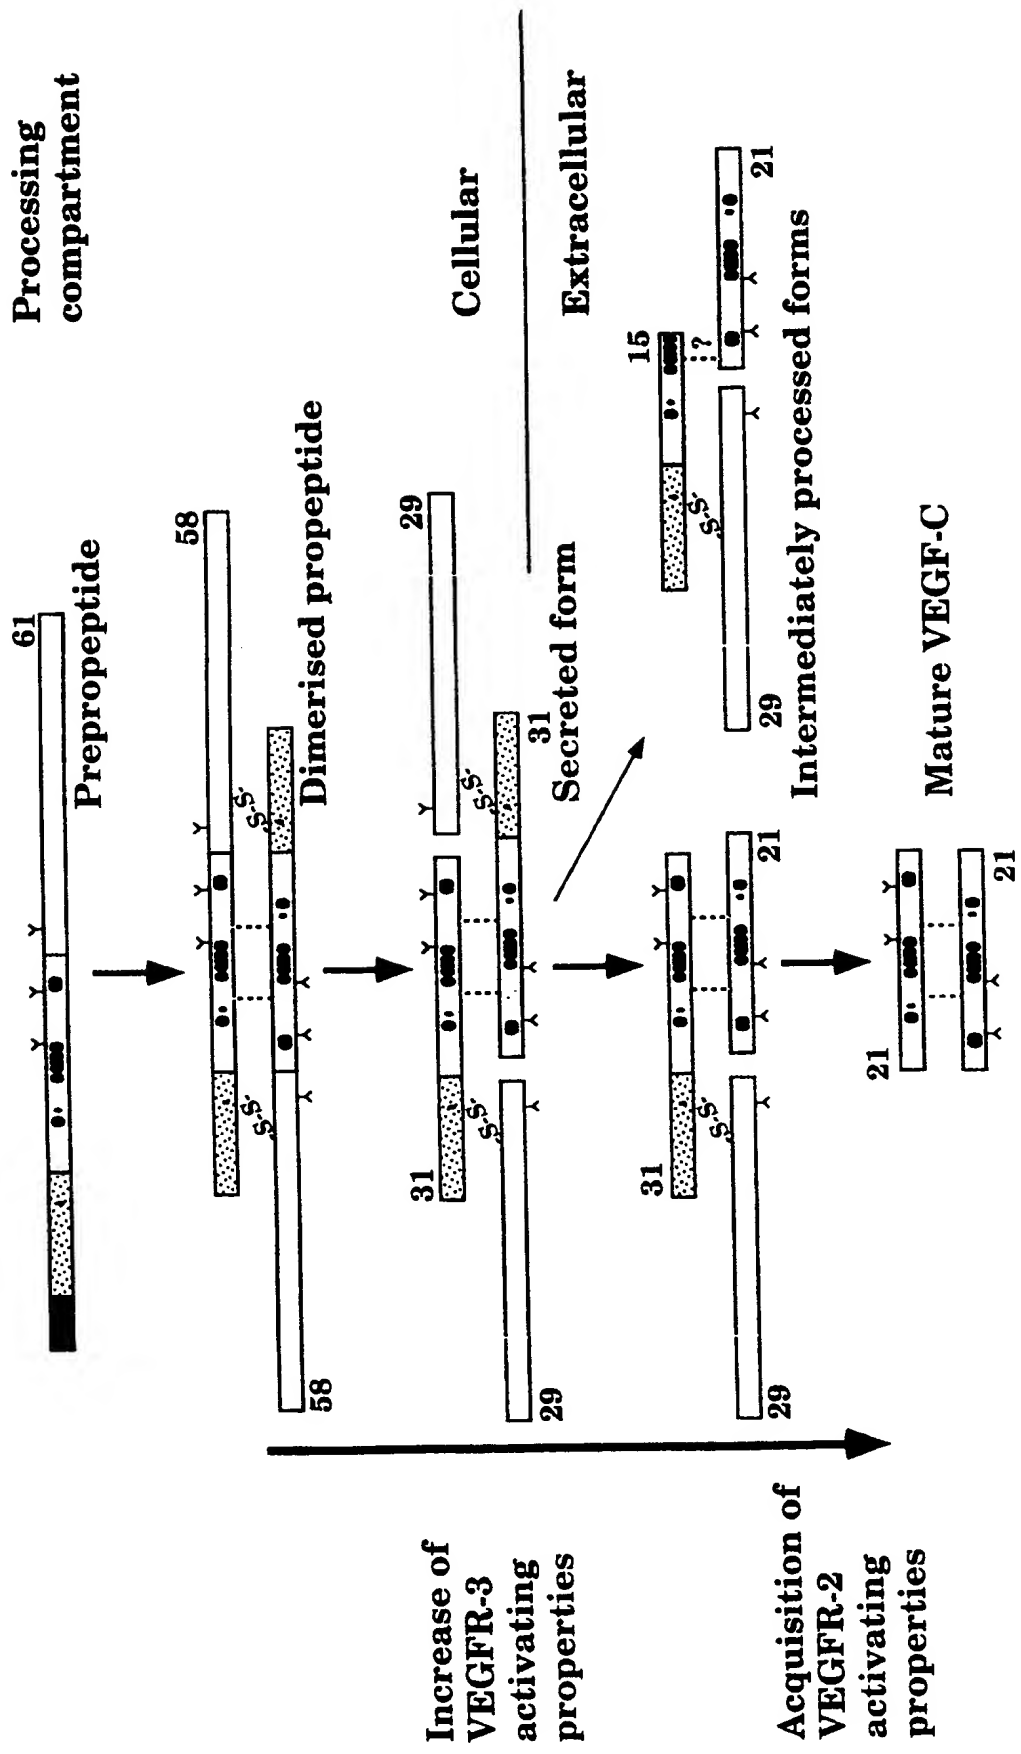 Processing
compartment
61
Prepropeptide
58
S-S
S-S
58
Dimerised propeptide
Cellular
Extracellular
29
31
S-S
S-S
31
29
Secreted form
15
?
21
S-S
29
Intermediately processed forms
31
S-S
21
29
21
21
Mature VEGF-C
Increase of
VEGFR-3
activating
properties
Acquisition of
VEGFR-2
activating
properties